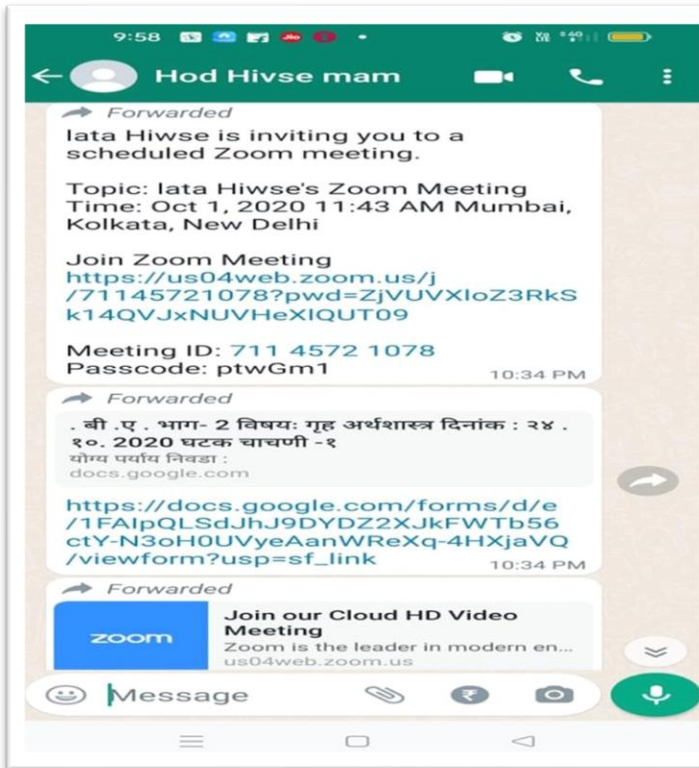 9:58
Hod Hivse mam
Forwarded
lata Hiwse is inviting you to a
scheduled Zoom meeting.
Topic: lata Hiwse's Zoom Meeting
Time: Oct 1, 2020 11:43 AM Mumbai,
Kolkata, New Delhi
Join Zoom Meeting
https://us04web.zoom.us/j
/71145721078?pwd=ZjVUVXloZ3RkS
k14QVJxNUVHeXlQUT09
Meeting ID: 711 4572 1078
Passcode: ptwGm1
10:34 PM
Forwarded
. बी .ए . भाग- 2 विषय: गृह अर्थशास्त्र दिनांक : २४ .
१०. 2020 घटक चाचणी -१
योग्य पर्याय निवडा :
docs.google.com
https://docs.google.com/forms/d/e
/1FAIpQLSdJhJ9DYDZ2XJkFWTb56
ctY-N3oH0UVyeAanWReXq-4HXjaVQ
/viewform?usp=sf_link
10:34 PM
Forwarded
zoom
Join our Cloud HD Video
Meeting
Zoom is the leader in modern en...
us04web.zoom.us
Message